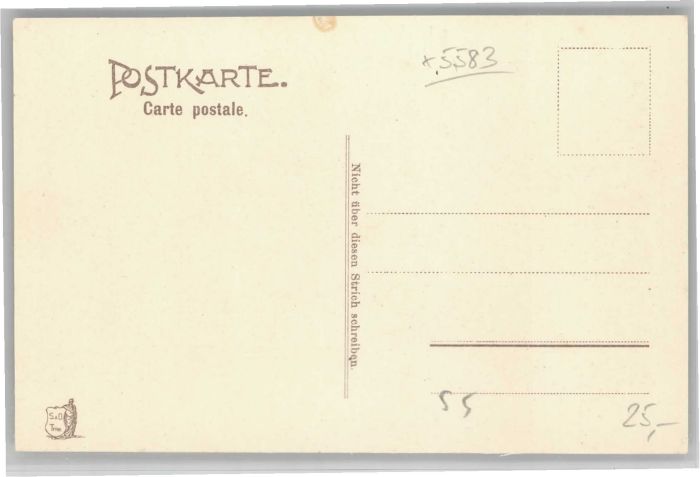 POSTKARTE.
Carte postale.
x 5583
Nicht über diesen Strich schreiben.
55
25,-